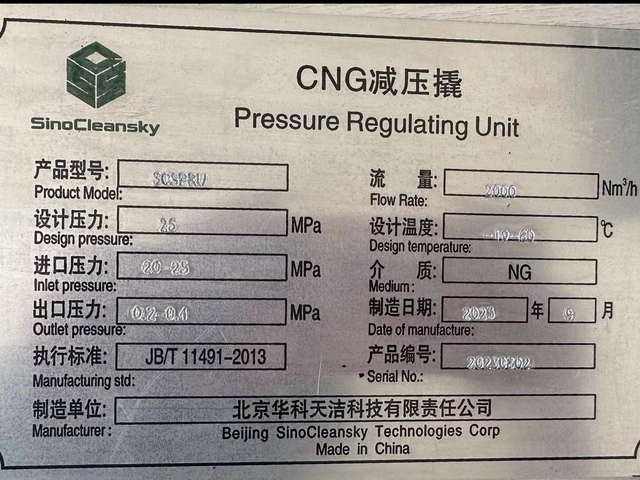 SinoCleansky
CNG减压撬
Pressure Regulating Unit
产品型号: SCSPRU
Product Model:
流 量: 2000 Nm³/h
Flow Rate:
设计压力: 25 MPa
Design pressure:
设计温度: -19-60 ℃
Design temperature:
进口压力: 20-25 MPa
Inlet pressure:
介 质: NG
Medium:
出口压力: 0.2-0.4 MPa
Outlet pressure:
制造日期: 2023 年 月
Date of manufacture:
执行标准: JB/T 11491-2013
Manufacturing std:
产品编号:
Serial No.:
制造单位: 北京华科天洁科技有限责任公司
Manufacturer: Beijing SinoCleansky Technologies Corp
Made in China